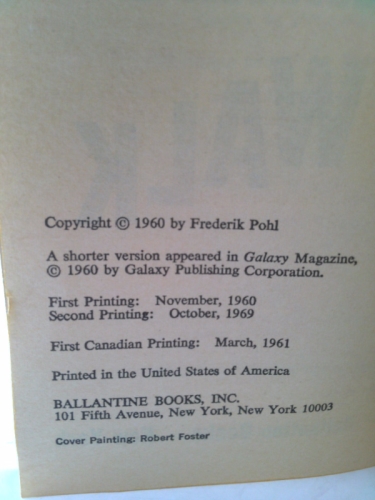 Copyright © 1960 by Frederik Pohl
A shorter version appeared in Galaxy Magazine,
© 1960 by Galaxy Publishing Corporation.
First Printing: November, 1960
Second Printing: October, 1969
First Canadian Printing: March, 1961
Printed in the United States of America
BALLANTINE BOOKS, INC.
101 Fifth Avenue, New York, New York 10003
Cover Painting: Robert Foster